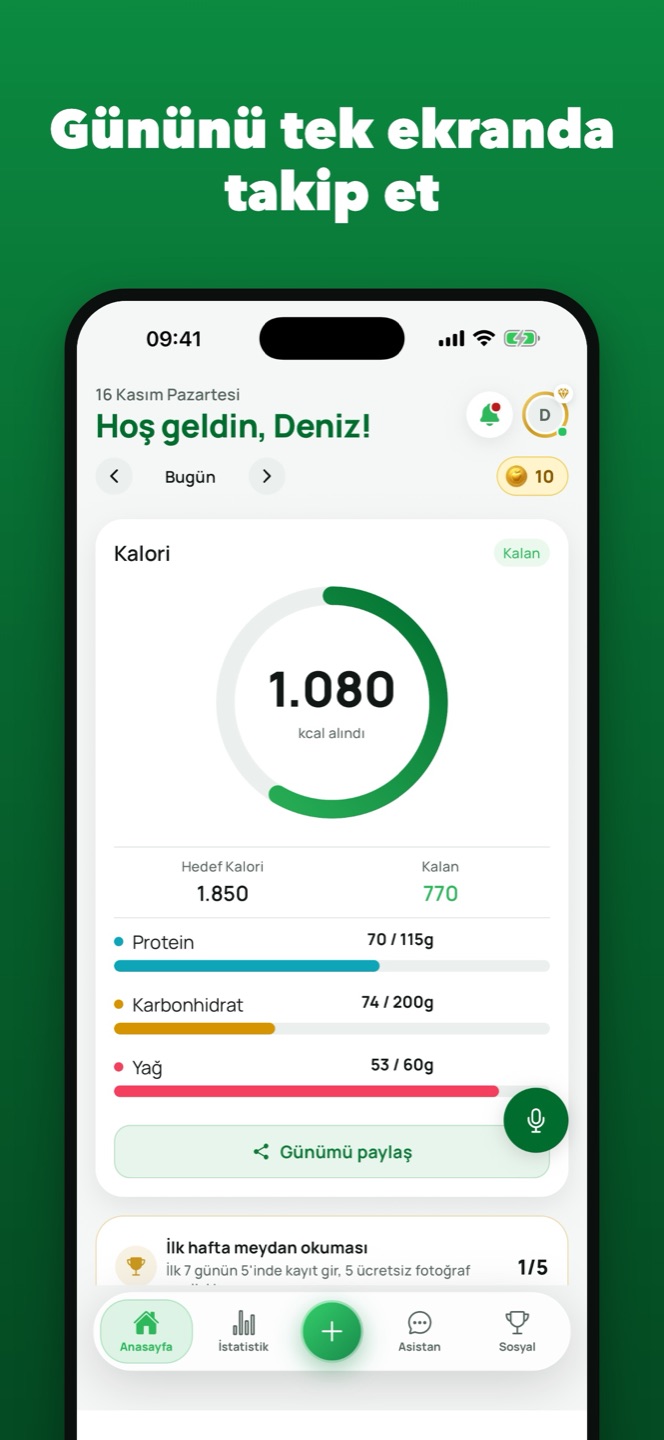 Gününü tek ekranda
takip et
09:41
16 Kasım Pazartesi
Hoş geldin, Deniz!
D
Bugün
10
Kalori
Kalan
1.080
kcal alındı
Hedef Kalori
Kalan
1.850
770
Protein
70 / 115g
Karbonhidrat
74 / 200g
Yağ
53 / 60g
Günümü paylaş
İlk hafta meydan okuması
İlk 7 günün 5'inde kayıt gir, 5 ücretsiz fotoğraf
1/5
Anasayfa
İstatistik
Asistan
Sosyal